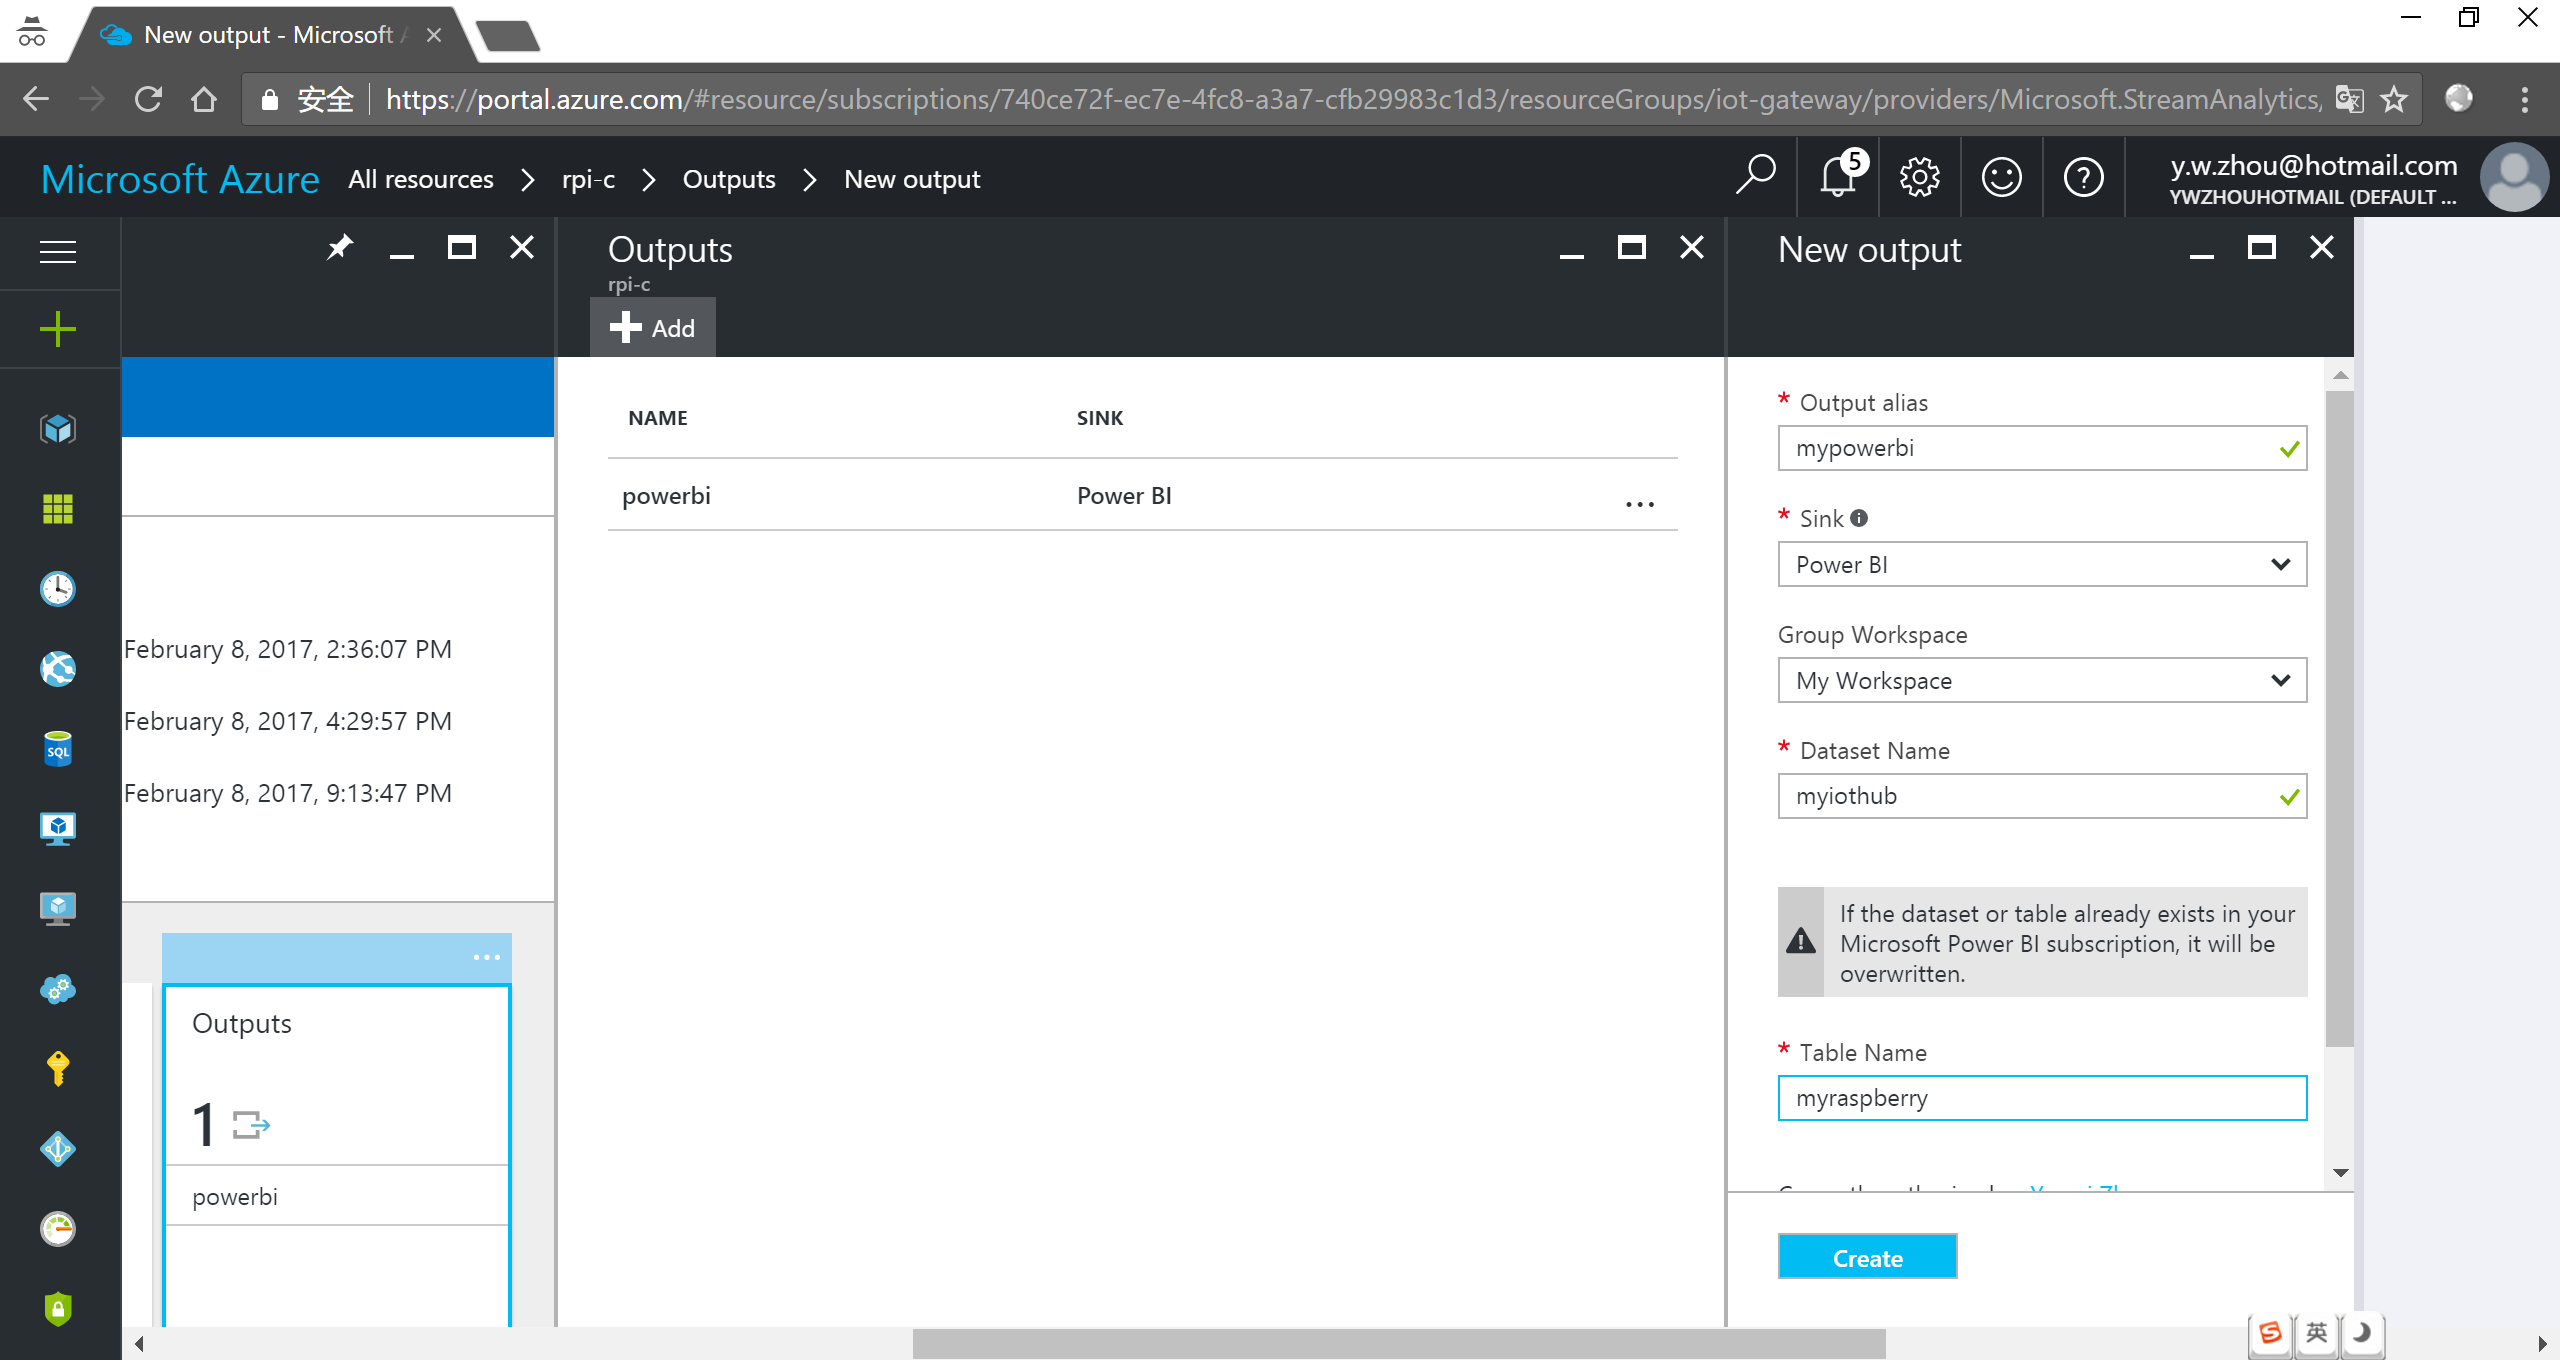 New output - Microsoft
安全
https://portal.azure.com/#resource/subscriptions/740ce72f-ec7e-4fc8-a3a7-cfb29983c1d3/resourceGroups/iot-gateway/providers/Microsoft.StreamAnalytics/
Microsoft Azure All resources > rpi-c > Outputs > New output
5
y.w.zhou@hotmail.com
YWZHOUHOTMAIL (DEFAULT ...
SQL
February 8, 2017, 2:36:07 PM
February 8, 2017, 4:29:57 PM
February 8, 2017, 9:13:47 PM
...
Outputs
1
powerbi
Outputs
rpi-c
Add
NAME SINK
powerbi Power BI ...
New output
* Output alias
mypowerbi
* Sink
Power BI
Group Workspace
My Workspace
* Dataset Name
myiothub
If the dataset or table already exists in your
Microsoft Power BI subscription, it will be
overwritten.
* Table Name
myraspberry
Create
英